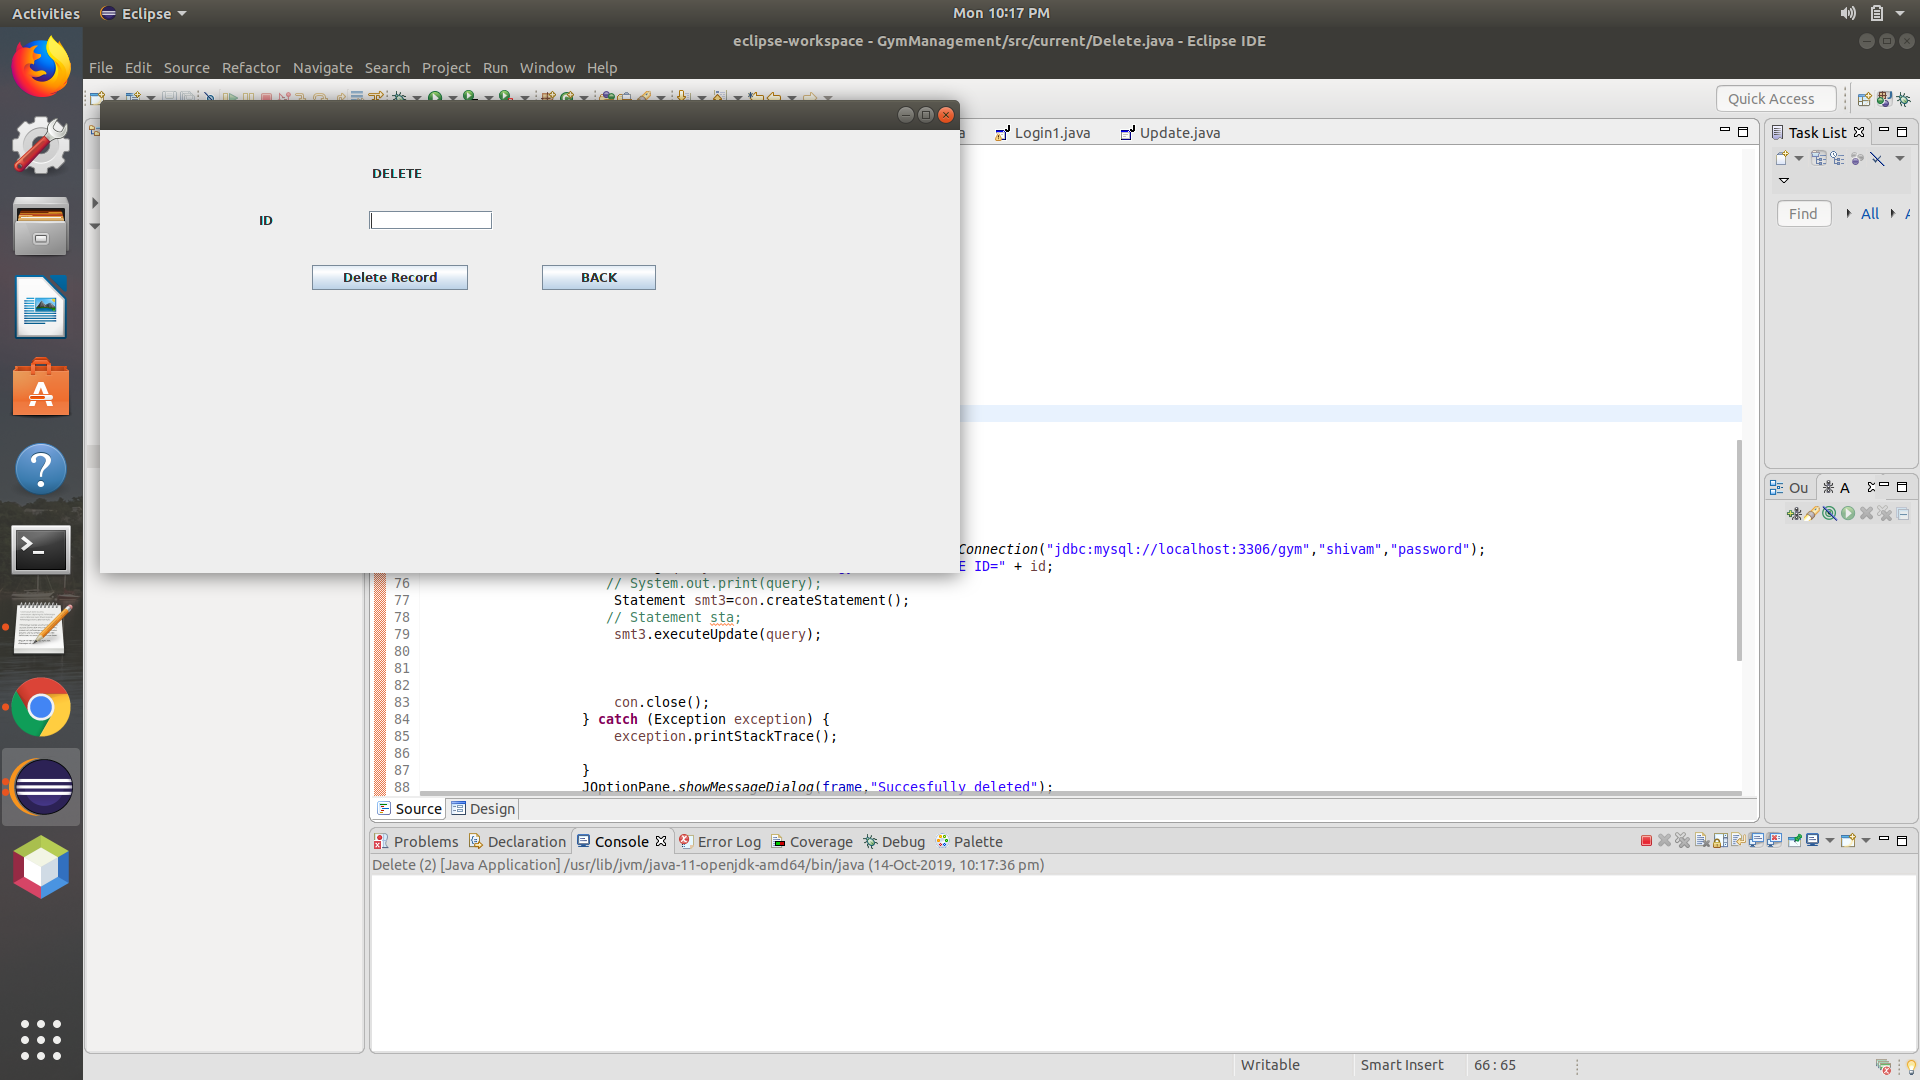 Activities Eclipse Mon 10:17 PM
eclipse-workspace - GymManagement/src/current/Delete.java - Eclipse IDE
File Edit Source Refactor Navigate Search Project Run Window Help
Quick Access
Login1.java Update.java
Task List
DELETE
Find All
ID
Delete Record BACK
Ou A
Connection("jdbc:mysql://localhost:3306/gym","shivam","password");
E ID=" + id;
76 // System.out.print(query);
77 Statement smt3=con.createStatement();
78 // Statement sta;
79 smt3.executeUpdate(query);
80
81
82
83 con.close();
84 } catch (Exception exception) {
85 exception.printStackTrace();
86
87 }
88 JOptionPane.showMessageDialog(frame,"Succesfully deleted");
Source Design
Problems Declaration Console Error Log Coverage Debug Palette
Delete (2) [Java Application] /usr/lib/jvm/java-11-openjdk-amd64/bin/java (14-Oct-2019, 10:17:36 pm)
Writable Smart Insert 66 : 65